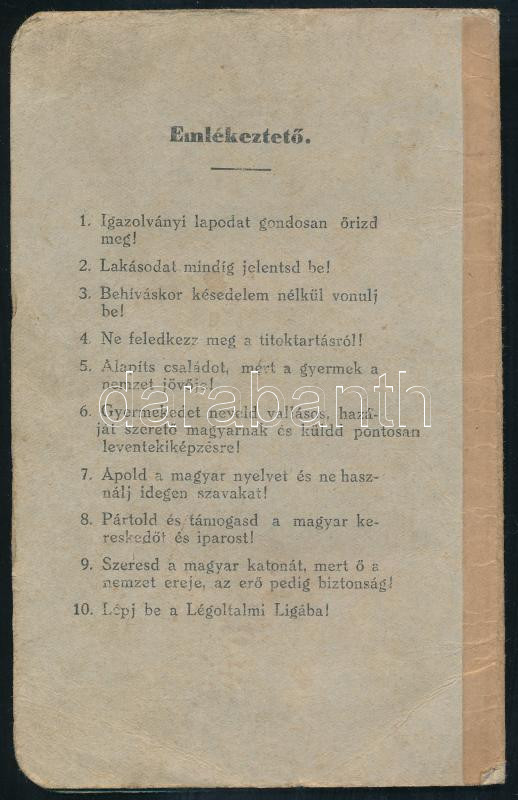 Emlékeztető.
1. Igazolványi lapodat gondosan őrizd
meg!
2. Lakásodat mindig jelentsd be!
3. Behiváskor késedelem nélkül vonulj
be!
4. Ne feledkezz meg a titoktartásról!
5. Alapíts családot, mert a gyermek a
nemzet jövője!
6. Gyermekedet neveld vallásos, hazá-
ját szerető magyarnak és küldd pontosan
leventekiképzésre!
7. Ápold a magyar nyelvet és ne hasz-
nálj idegen szavakat!
8. Pártold és támogasd a magyar ke-
reskedőt és iparost!
9. Szeresd a magyar katonát, mert ő a
nemzet ereje, az erő pedig biztonság!
10. Lépj be a Légoltalmi Ligába!
darabanth